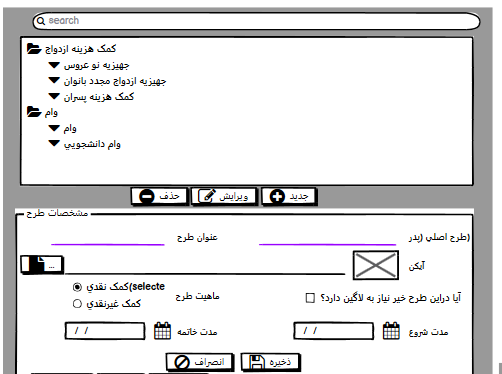 search
کمک هزینه ازدواج
جهیزیه نو عروس
جهیزیه ازدواج مجدد بانوان
کمک هزینه پسران
وام
وام
وام دانشجویي
جدید ویرایش حذف
مشخصات طرح
(طرح اصلي (پدر عنوان طرح
آیکن ...
آیا دراین طرح خیر نیاز به لاگین دارد؟ ماهیت طرح کمک نقدي(selecte
کمک غیرنقدي
مدت شروع / / مدت خاتمه / /
ذخیره انصراف